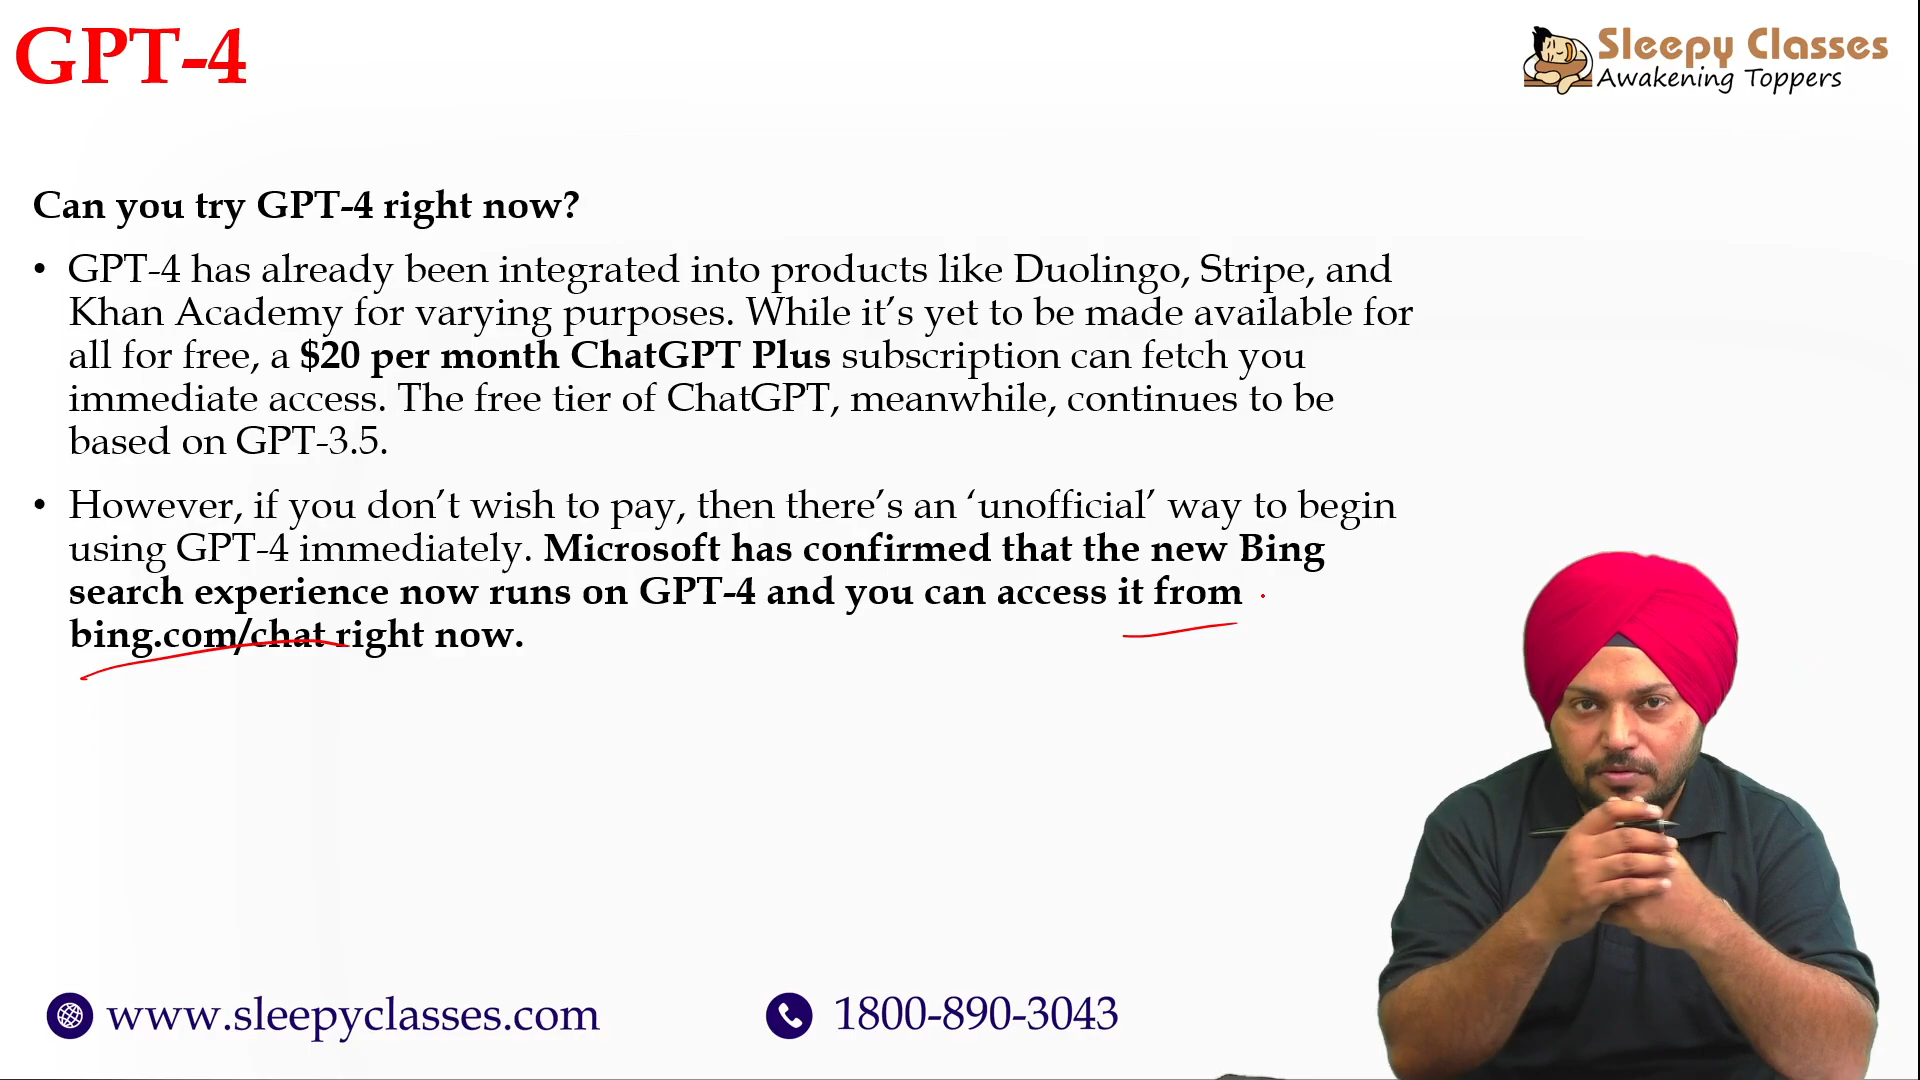 GPT-4
Sleepy Classes
Awakening Toppers
Can you try GPT-4 right now?
• GPT-4 has already been integrated into products like Duolingo, Stripe, and
Khan Academy for varying purposes. While it’s yet to be made available for
all for free, a $20 per month ChatGPT Plus subscription can fetch you
immediate access. The free tier of ChatGPT, meanwhile, continues to be
based on GPT-3.5.
• However, if you don’t wish to pay, then there’s an ‘unofficial’ way to begin
using GPT-4 immediately. Microsoft has confirmed that the new Bing
search experience now runs on GPT-4 and you can access it from
bing.com/chat right now.
www.sleepyclasses.com
1800-890-3043